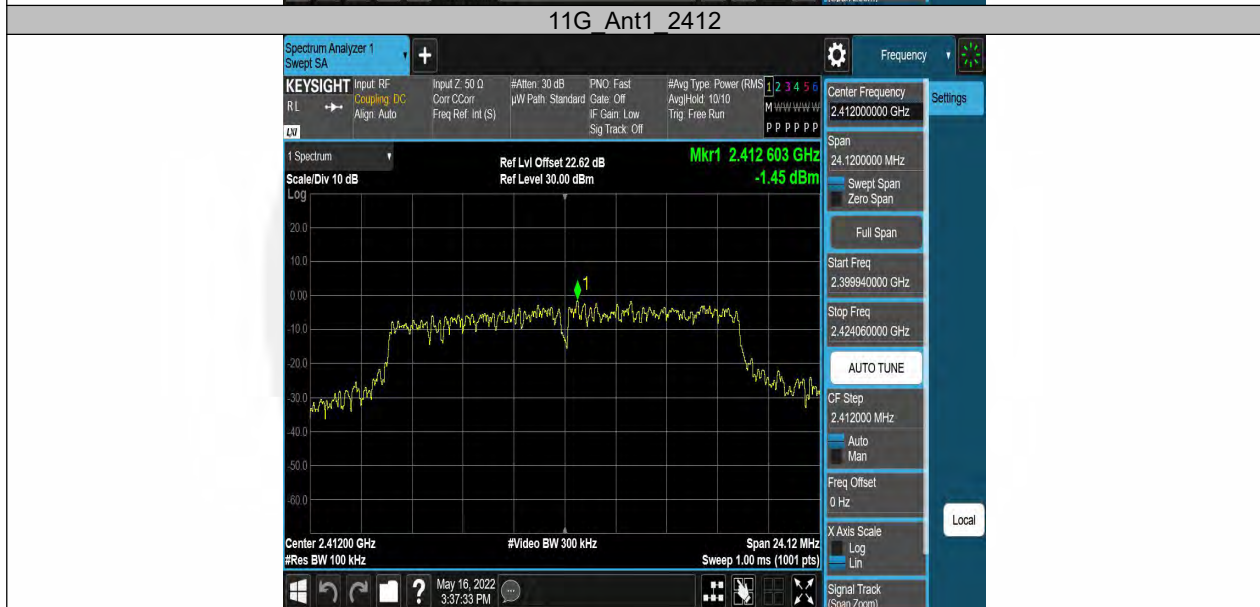 11G_Ant1_2412
Spectrum Analyzer 1
Swept SA
+
Frequency
KEYSIGHT
Input: RF
Input Z: 50 Ω
#Atten: 30 dB
PNO: Fast
#Avg Type: Power (RMS
1 2 3 4 5 6
RL
Coupling: DC
Corr CCorr
µW Path: Standard
Gate: Off
Avg|Hold: 10/10
M W W W W W
Align: Auto
Freq Ref: Int (S)
IF Gain: Low
Trig: Free Run
LXI
Sig Track: Off
P P P P P P
1 Spectrum
Ref Lvl Offset 22.62 dB
Mkr1 2.412 603 GHz
Scale/Div 10 dB
Ref Level 30.00 dBm
-1.45 dBm
Log
20.0
10.0
0.00
-10.0
-20.0
-30.0
-40.0
-50.0
-60.0
1
Center 2.41200 GHz
#Video BW 300 kHz
Span 24.12 MHz
#Res BW 100 kHz
Sweep 1.00 ms (1001 pts)
Center Frequency
2.412000000 GHz
Settings
Span
24.1200000 MHz
Swept Span
Zero Span
Full Span
Start Freq
2.399940000 GHz
Stop Freq
2.424060000 GHz
AUTO TUNE
CF Step
2.412000 MHz
Auto
Man
Freq Offset
0 Hz
Local
X Axis Scale
Log
Lin
Signal Track
(Span Zoom)
?
May 16, 2022
3:37:33 PM